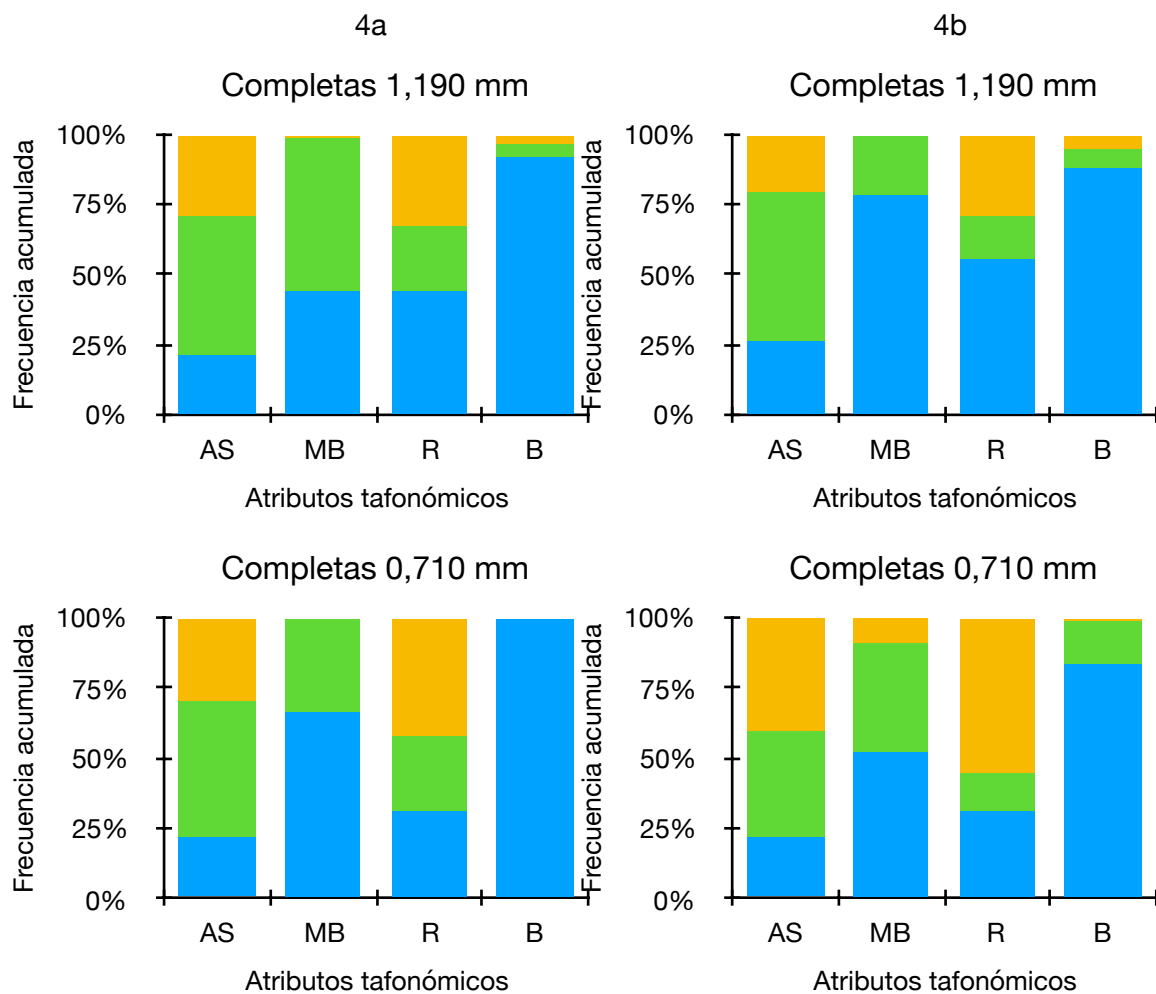 4a
4b
Completas 1,190 mm
Frecuencia acumulada
100%
75%
50%
25%
0%
AS MB R B
Atributos tafonómicos
Completas 1,190 mm
Frecuencia acumulada
100%
75%
50%
25%
0%
AS MB R B
Atributos tafonómicos
Completas 0,710 mm
Frecuencia acumulada
100%
75%
50%
25%
0%
AS MB R B
Atributos tafonómicos
Completas 0,710 mm
Frecuencia acumulada
100%
75%
50%
25%
0%
AS MB R B
Atributos tafonómicos